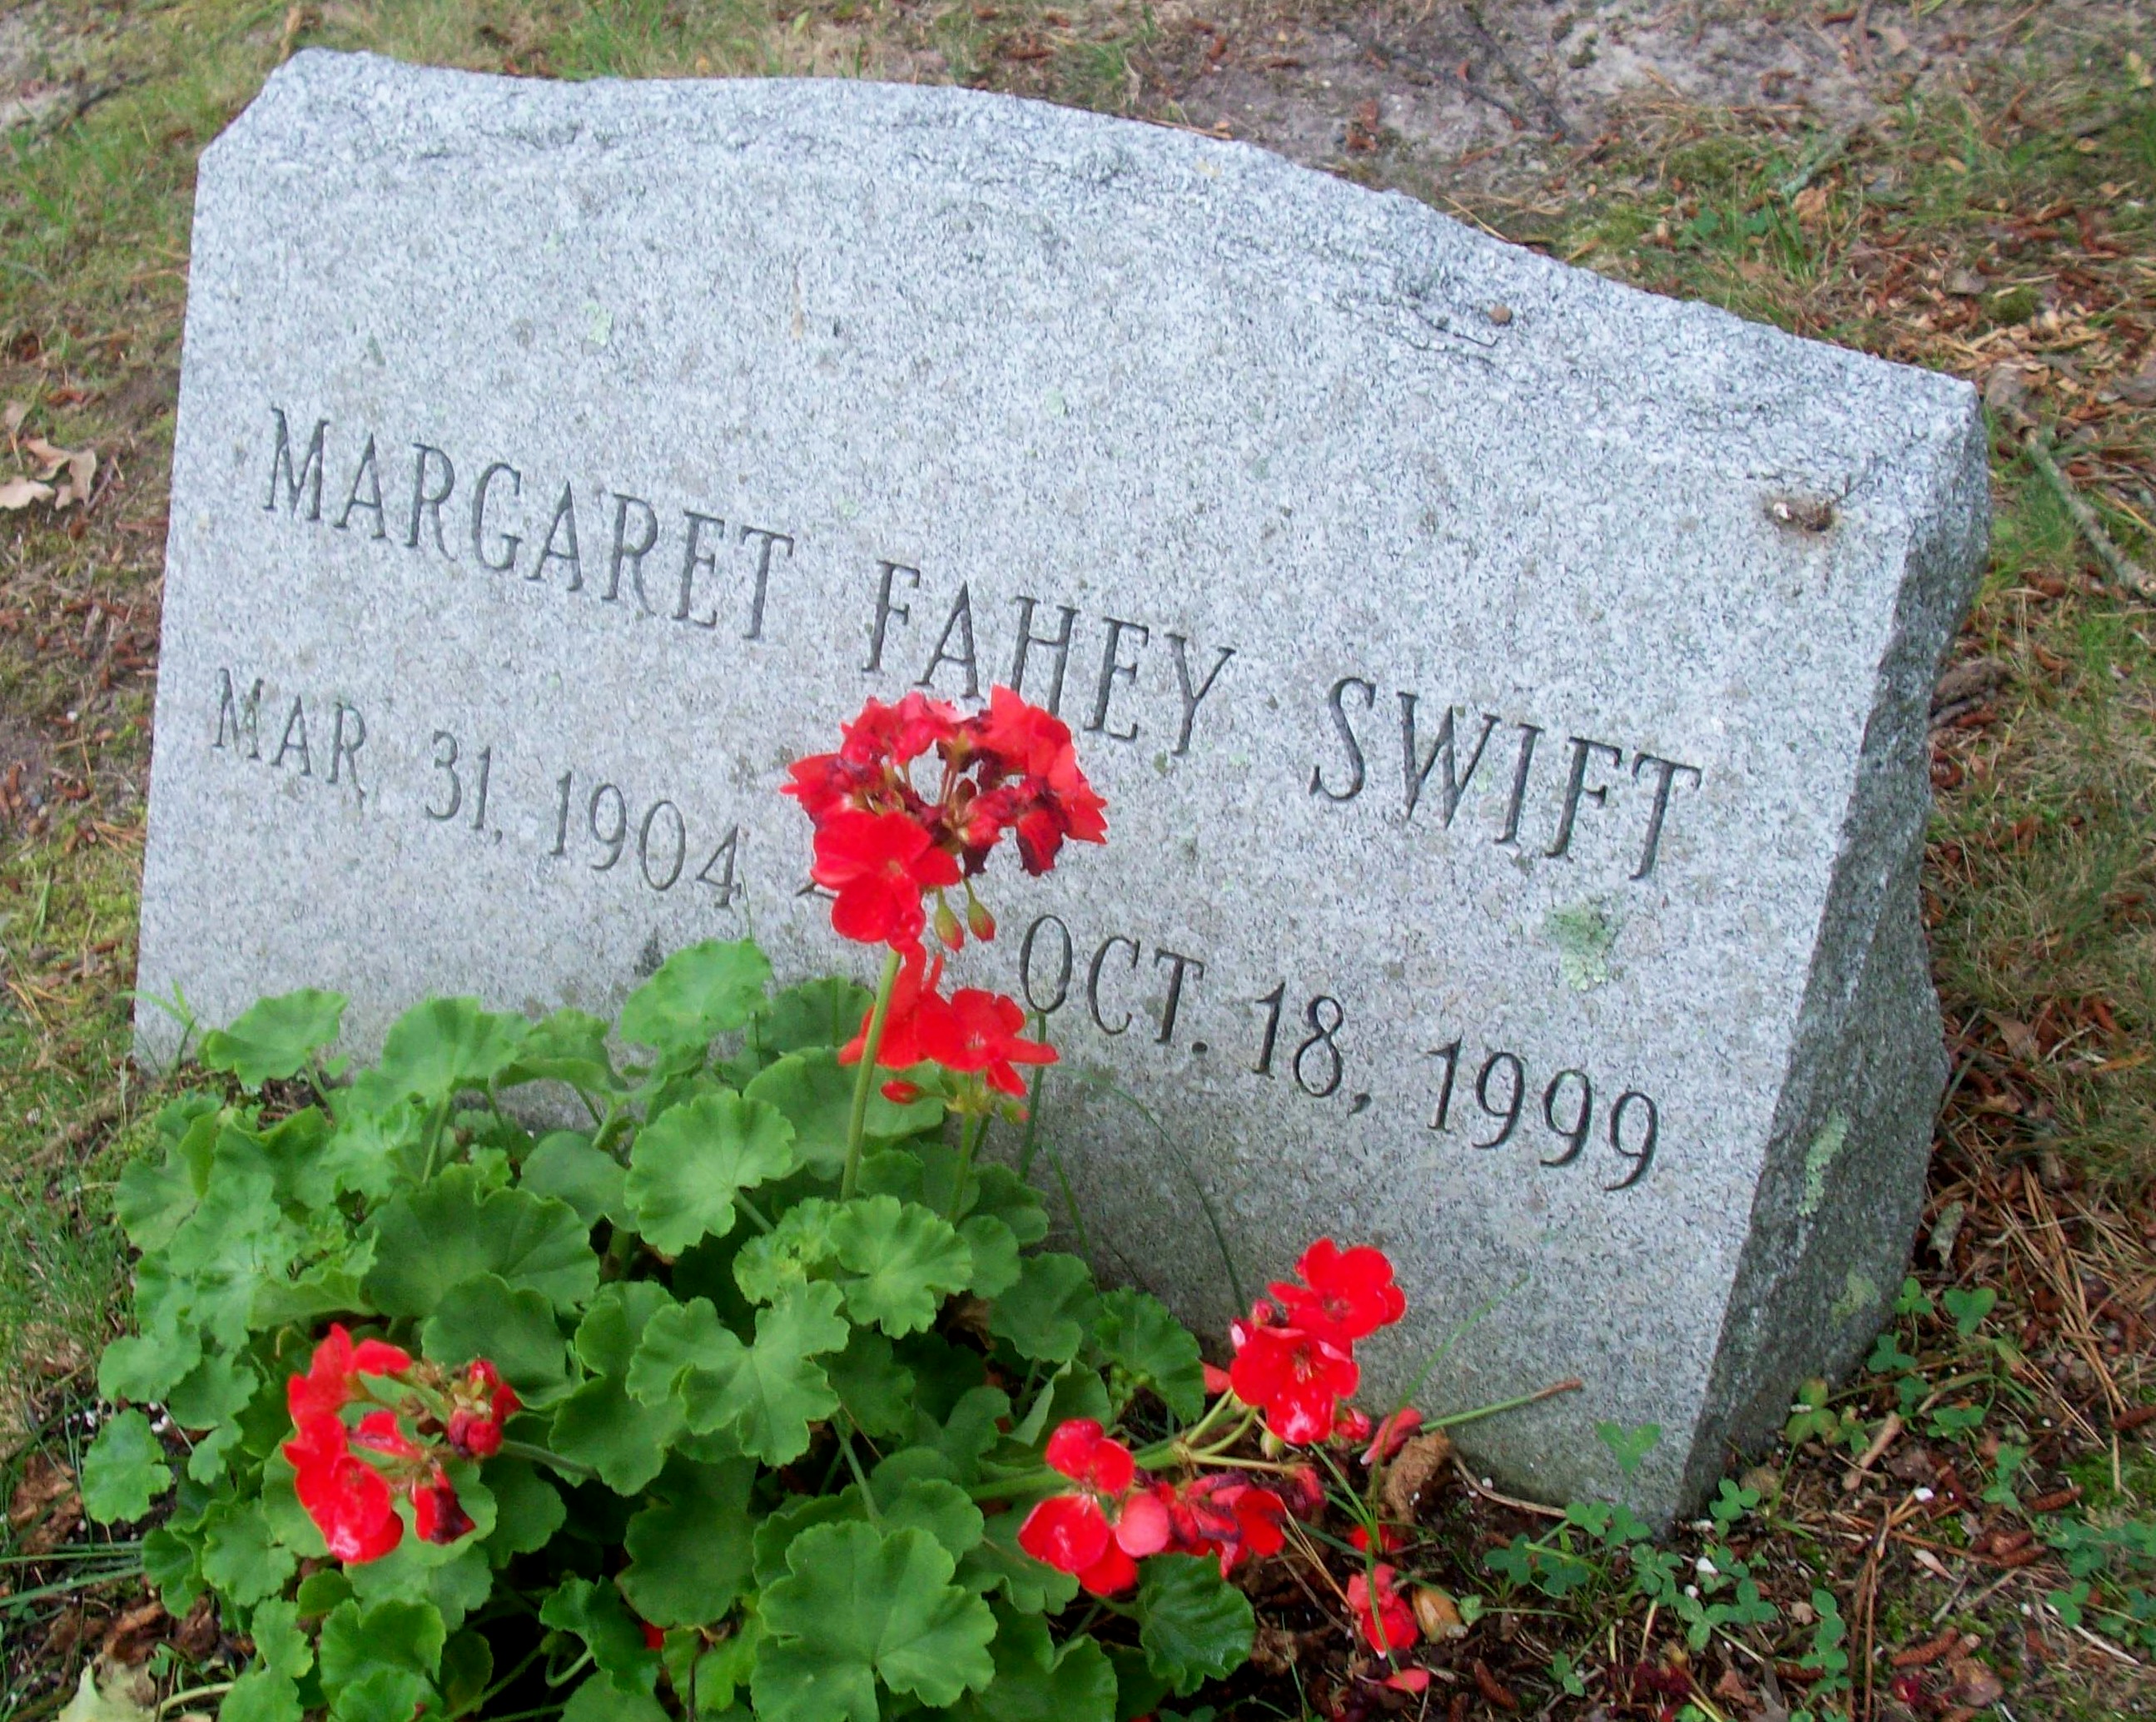 MARGARET FAHEY SWIFT
MAR 31, 1904 - OCT. 18, 1999